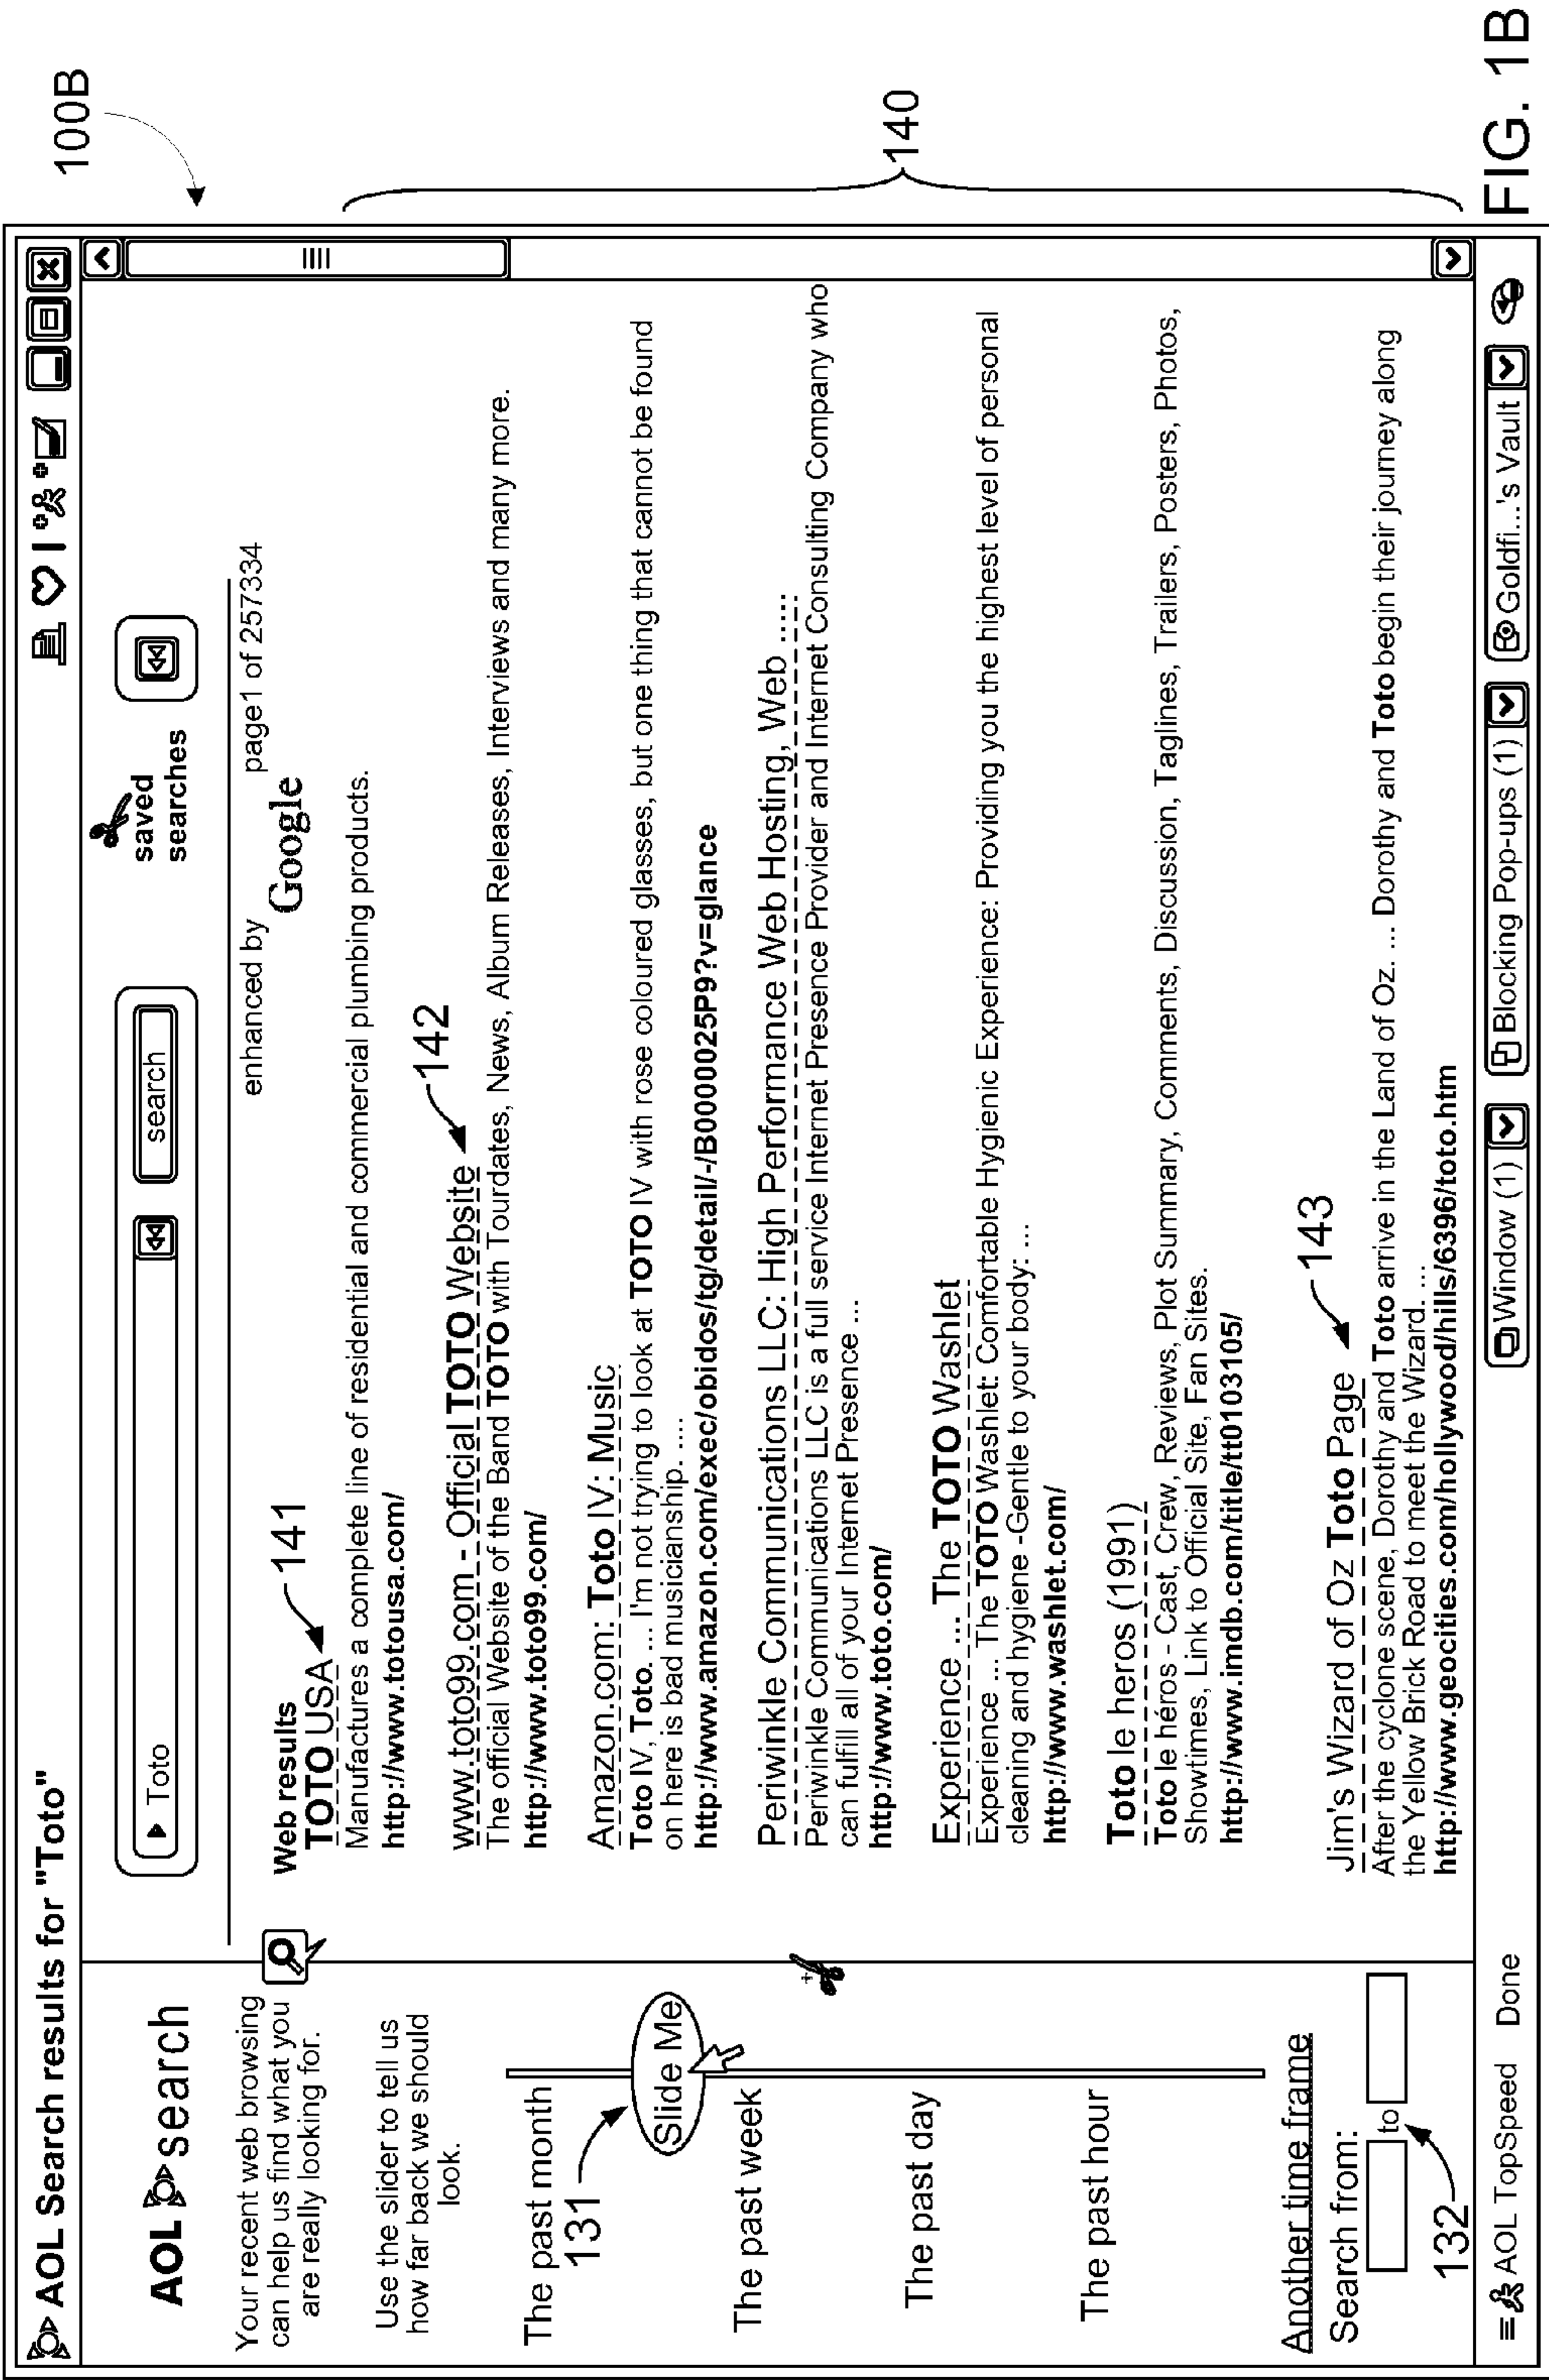 100B
AOL Search results for "Toto"
AOL search
Toto
search
saved
searches
Your recent web browsing
can help us find what you
are really looking for.
Use the slider to tell us
how far back we should
look.
The past month
131
Slide Me
The past week
The past day
The past hour
Another time frame
Search from:
to
132
enhanced by
Google
page1 of 257334
Web results
TOTO USA
141
Manufactures a complete line of residential and commercial plumbing products.
http://www.totousa.com/
142
www.toto99.com - Official TOTO Website
The official Website of the Band TOTO with Tourdates, News, Album Releases, Interviews and many more.
http://www.toto99.com/
Amazon.com: Toto IV: Music
Toto IV, Toto. ... I'm not trying to look at TOTO IV with rose coloured glasses, but one thing that cannot be found
on here is bad musicianship. ....
http://www.amazon.com/exec/obidos/tg/detail/-/B0000025P9?v=glance
Periwinkle Communications LLC: High Performance Web Hosting, Web .....
Periwinkle Communications LLC is a full service Internet Presence Provider and Internet Consulting Company who
can fulfill all of your Internet Presence ...
http://www.toto.com/
Experience ... The TOTO Washlet
Experience ... The TOTO Washlet: Comfortable Hygienic Experience: Providing you the highest level of personal
cleaning and hygiene -Gentle to your body: ...
http://www.washlet.com/
Toto le heros (1991)
Toto le héros - Cast, Crew, Reviews, Plot Summary, Comments, Discussion, Taglines, Trailers, Posters, Photos,
Showtimes, Link to Official Site, Fan Sites.
http://www.imdb.com/title/tt0103105/
143
Jim's Wizard of Oz Toto Page
After the cyclone scene, Dorothy and Toto arrive in the Land of Oz. ... Dorothy and Toto begin their journey along
the Yellow Brick Road to meet the Wizard. ...
http://www.geocities.com/hollywood/hills/6396/toto.htm
140
AOL TopSpeed Done
Window (1)
Blocking Pop-ups (1)
Goldfi...'s Vault
FIG. 1B